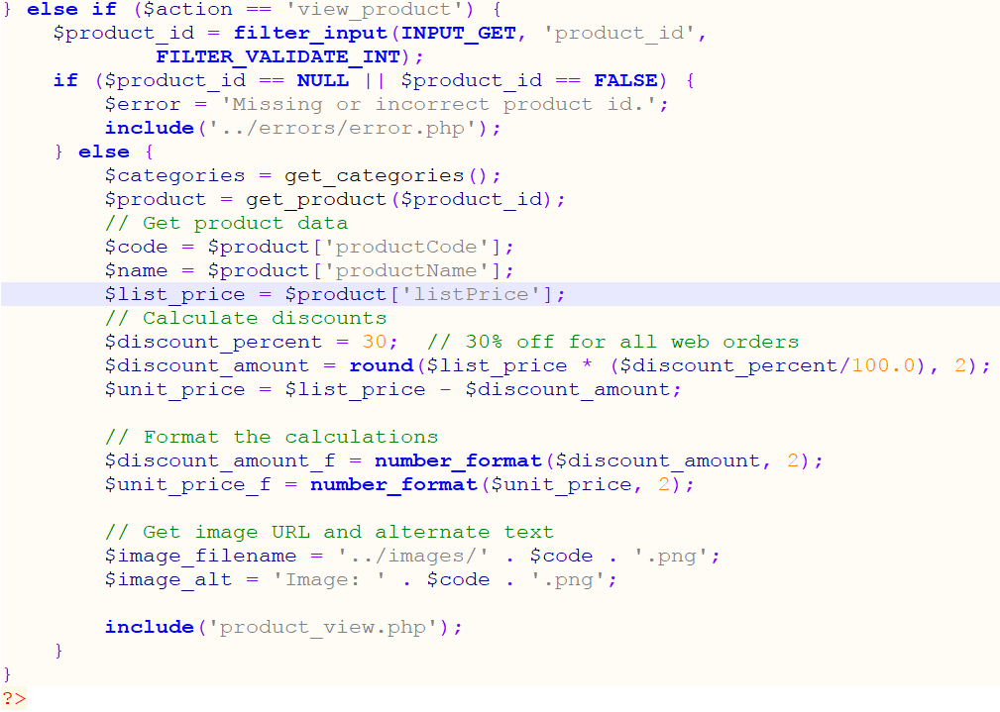 } else if ($action == 'view_product') {
    $product_id = filter_input(INPUT_GET, 'product_id',
            FILTER_VALIDATE_INT);
    if ($product_id == NULL || $product_id == FALSE) {
        $error = 'Missing or incorrect product id.';
        include('../errors/error.php');
    } else {
        $categories = get_categories();
        $product = get_product($product_id);
        // Get product data
        $code = $product['productCode'];
        $name = $product['productName'];
        $list_price = $product['listPrice'];
        // Calculate discounts
        $discount_percent = 30;  // 30% off for all web orders
        $discount_amount = round($list_price * ($discount_percent/100.0), 2);
        $unit_price = $list_price - $discount_amount;

        // Format the calculations
        $discount_amount_f = number_format($discount_amount, 2);
        $unit_price_f = number_format($unit_price, 2);

        // Get image URL and alternate text
        $image_filename = '../images/' . $code . '.png';
        $image_alt = 'Image: ' . $code . '.png';

        include('product_view.php');
    }
}
?>